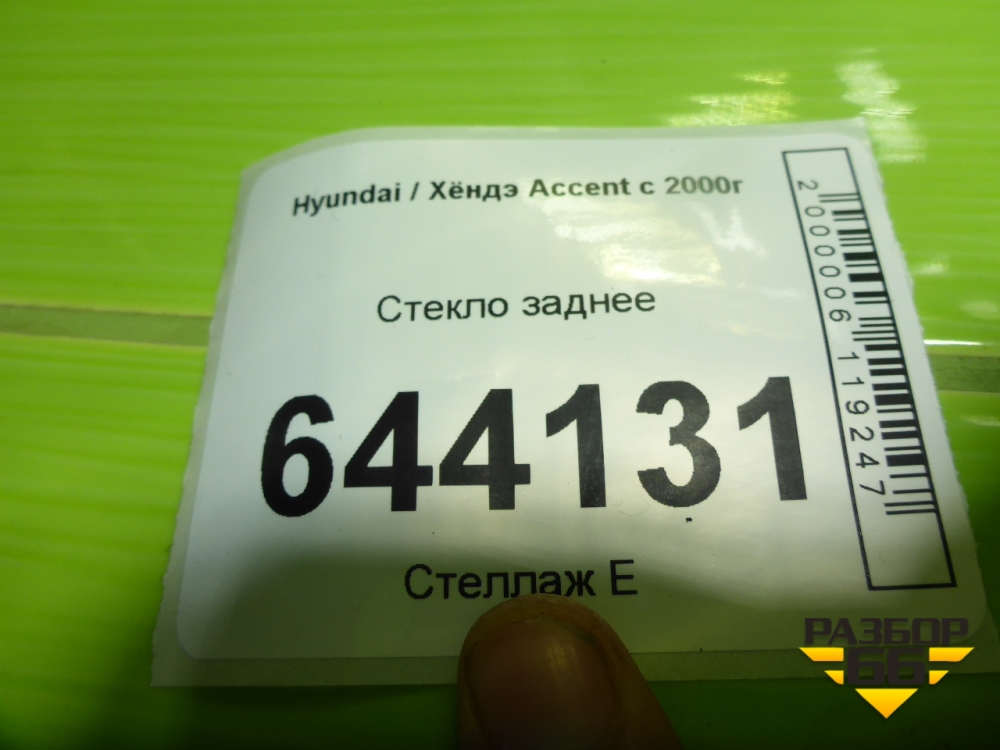 Hyundai / Хёндэ Accent с 2000г
Стекло заднее
644131
Стеллаж Е
2000006119247
РАЗБОР
66